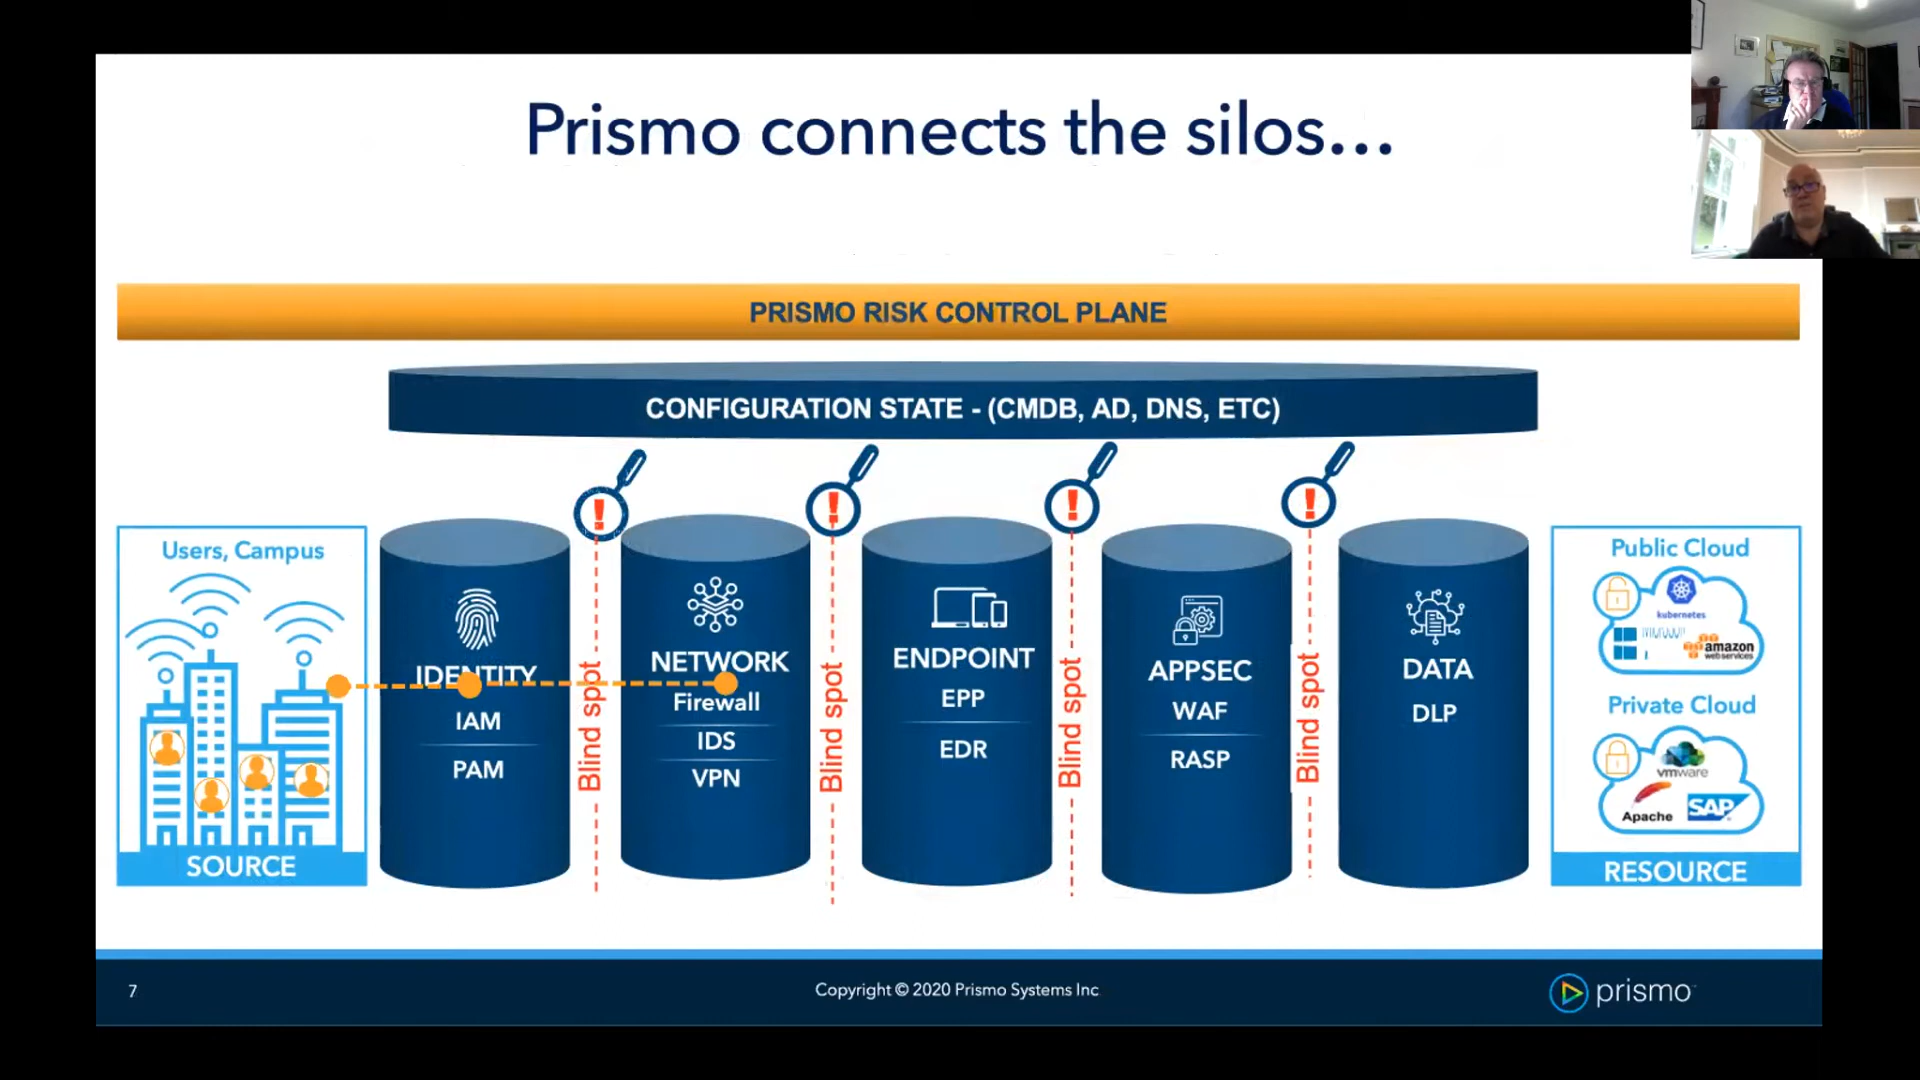 Prismo connects the silos...
PRISMO RISK CONTROL PLANE
CONFIGURATION STATE - (CMDB, AD, DNS, ETC)
Users, Campus
SOURCE
IDENTITY
IAM
PAM
!
Blind spot
NETWORK
Firewall
IDS
VPN
!
Blind spot
ENDPOINT
EPP
EDR
!
Blind spot
APPSEC
WAF
RASP
!
Blind spot
DATA
DLP
Public Cloud
kubernetes
amazon
web services
Private Cloud
vmware
Apache
SAP
RESOURCE
7
Copyright © 2020 Prismo Systems Inc
prismo